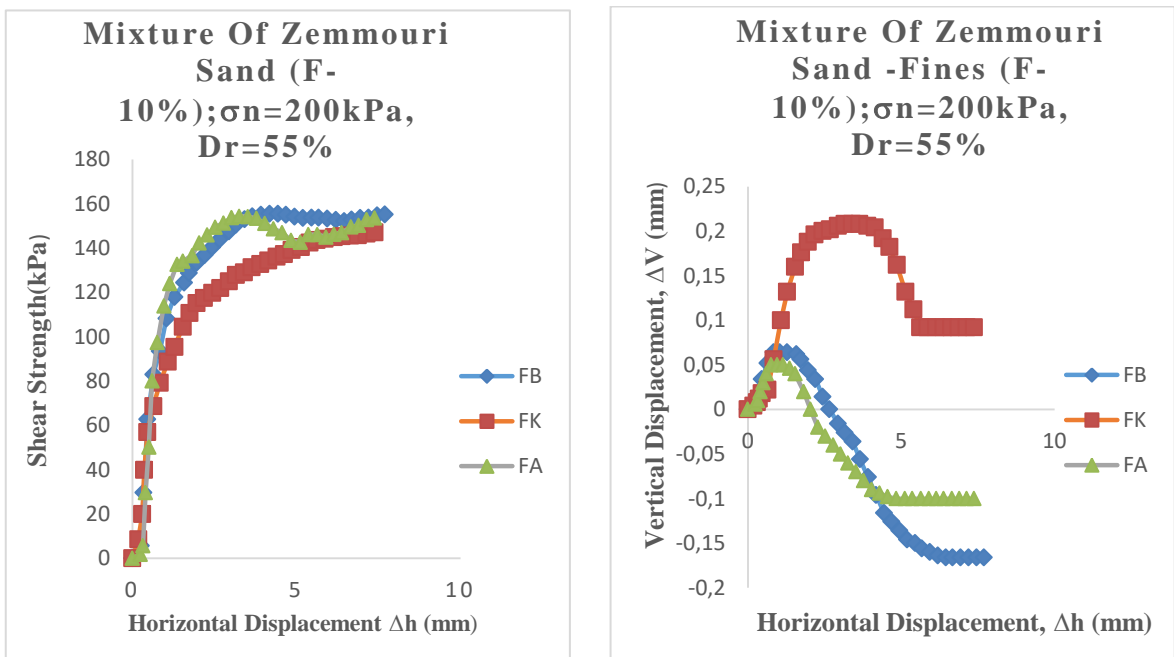 Mixture Of Zemmouri
Sand (F-
10%);σn=200kPa,
Dr=55%
180
160
140
120
100
80
60
40
20
0
Shear Strength(kPa)
FB
FK
FA
0
5
10
Horizontal Displacement Δh (mm)
Mixture Of Zemmouri
Sand -Fines (F-
10%);σn=200kPa,
Dr=55%
0,25
0,2
0,15
0,1
0,05
0
-0,05
-0,1
-0,15
-0,2
Vertical Displacement, ΔV (mm)
0
5
10
FB
FK
FA
Horizontal Displacement, Δh (mm)